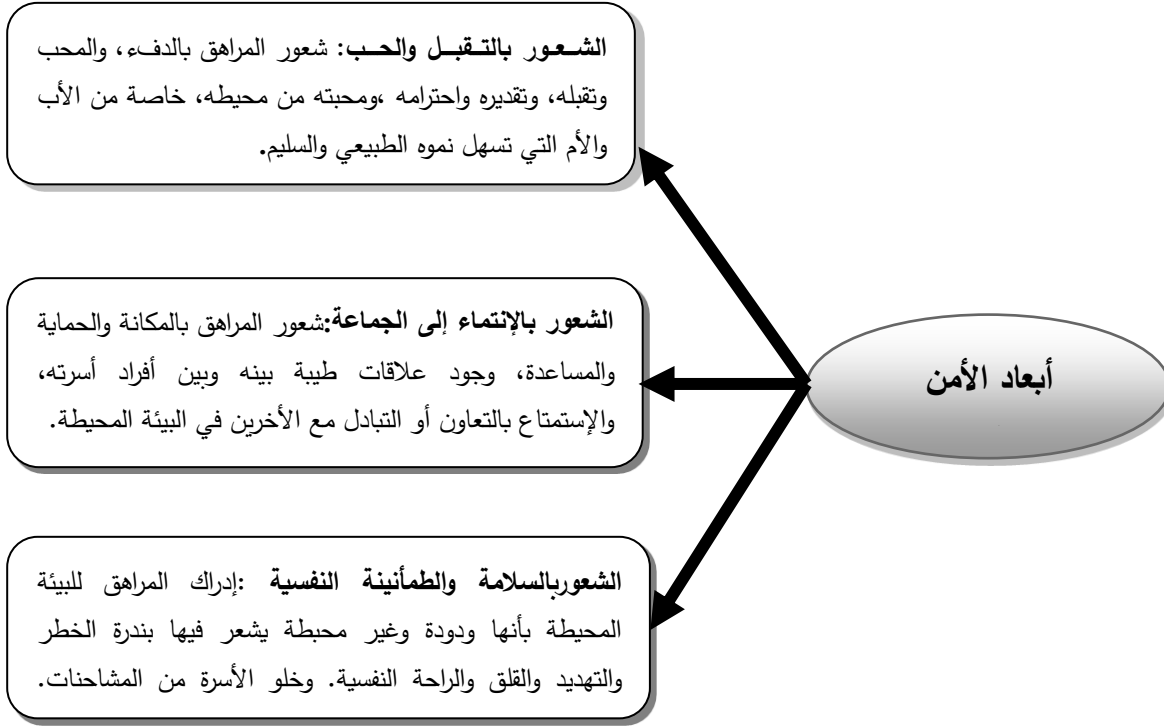 الشعور بالتقبل والحب: شعور المراهق بالدفء، والمحب
وتقبله، وتقديره واحترامه ،ومحبته من محيطه، خاصة من الأب
والأم التي تسهل نموه الطبيعي والسليم.
الشعور بالإنتماء إلى الجماعة:شعور المراهق بالمكانة والحماية
والمساعدة، وجود علاقات طيبة بينه وبين أفراد أسرته،
والإستمتاع بالتعاون أو التبادل مع الأخرين في البيئة المحيطة.
أبعاد الأمن
الشعوربالسلامة والطمأنينة النفسية :إدراك المراهق للبيئة
المحيطة بأنها ودودة وغير محبطة يشعر فيها بندرة الخطر
والتهديد والقلق والراحة النفسية. وخلو الأسرة من المشاحنات.